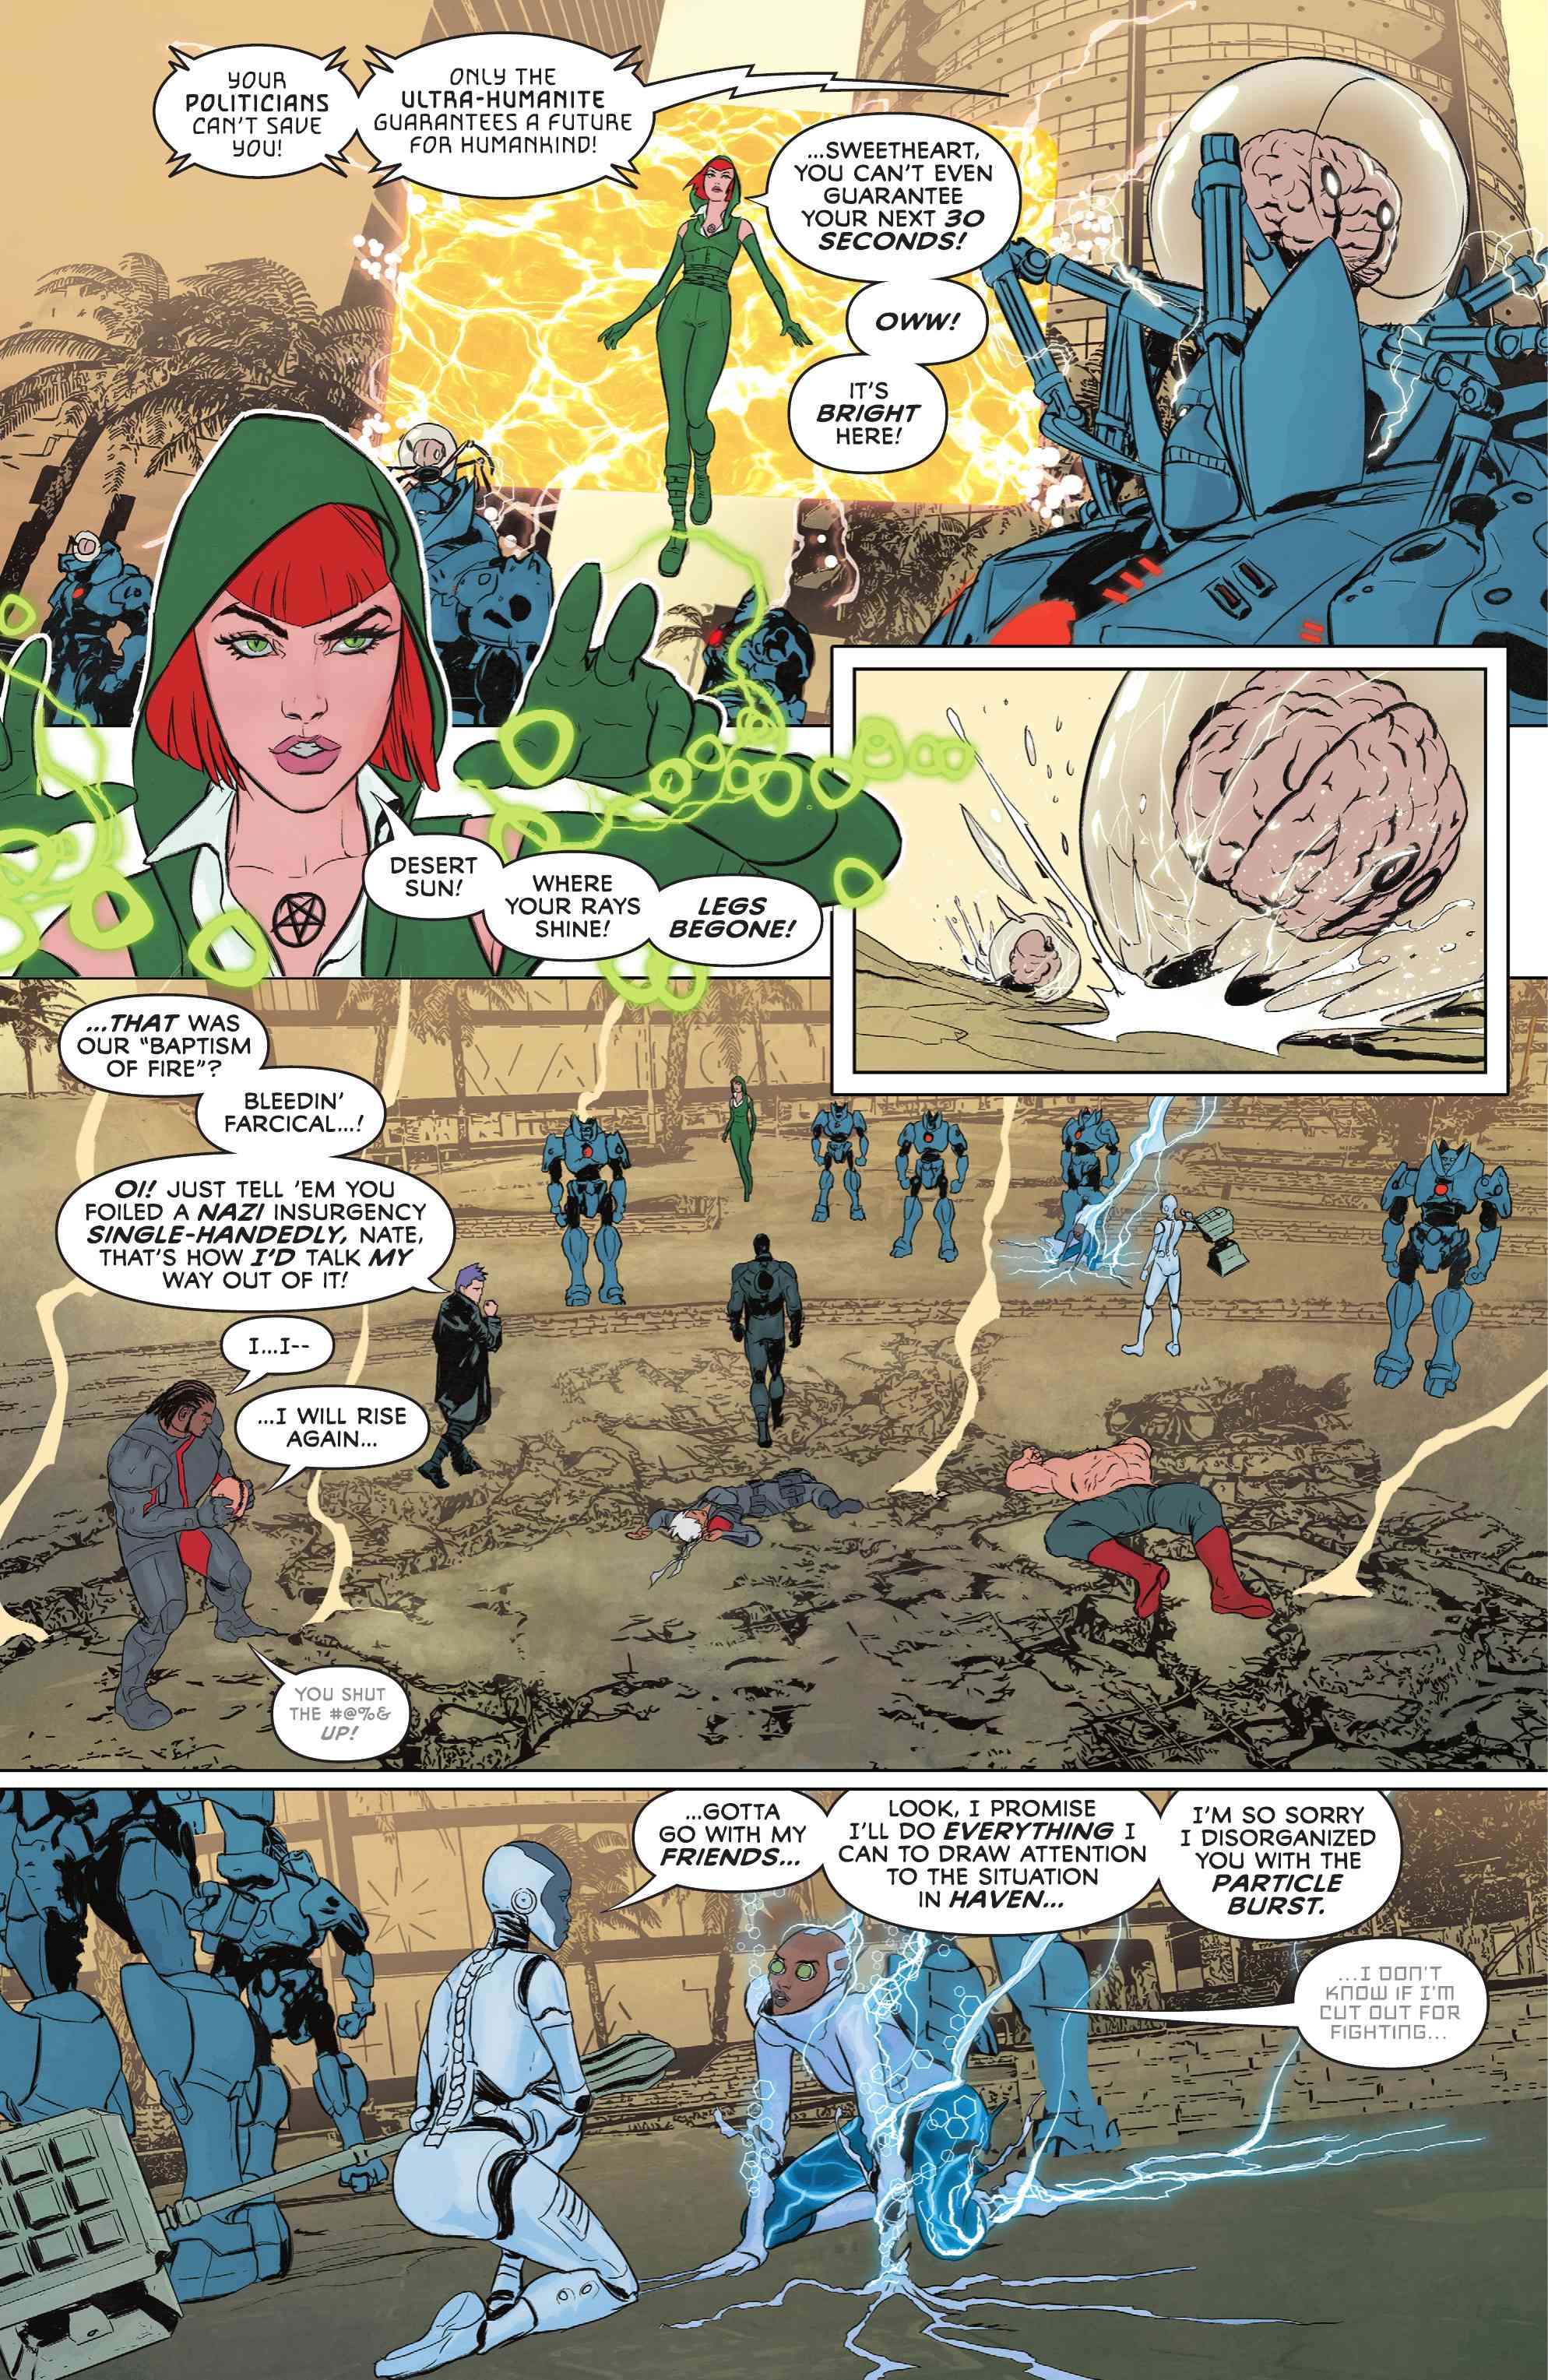 YOUR
POLITICIANS
CAN'T SAVE
YOU!
ONLY THE
ULTRA-HUMANITE
GUARANTEES A FUTURE
FOR HUMANKIND!
...SWEETHEART,
YOU CAN'T EVEN
GUARANTEE
YOUR NEXT 30
SECONDS!
OWW!
IT'S
BRIGHT
HERE!
DESERT
SUN!
WHERE
YOUR RAYS
SHINE!
LEGS
BEGONE!
...THAT WAS
OUR "BAPTISM
OF FIRE"?
BLEEDIN'
FARCICAL...!
OI! JUST TELL 'EM YOU
FOILED A NAZI INSURGENCY
SINGLE-HANDEDLY, NATE,
THAT'S HOW I'D TALK MY
WAY OUT OF IT!
I...I--
...I WILL RISE
AGAIN...
YOU SHUT
THE #@%&
UP!
...GOTTA
GO WITH MY
FRIENDS...
LOOK, I PROMISE
I'LL DO EVERYTHING I
CAN TO DRAW ATTENTION
TO THE SITUATION
IN HAVEN...
I'M SO SORRY
I DISORGANIZED
YOU WITH THE
PARTICLE
BURST.
...I DON'T
KNOW IF I'M
CUT OUT FOR
FIGHTING...